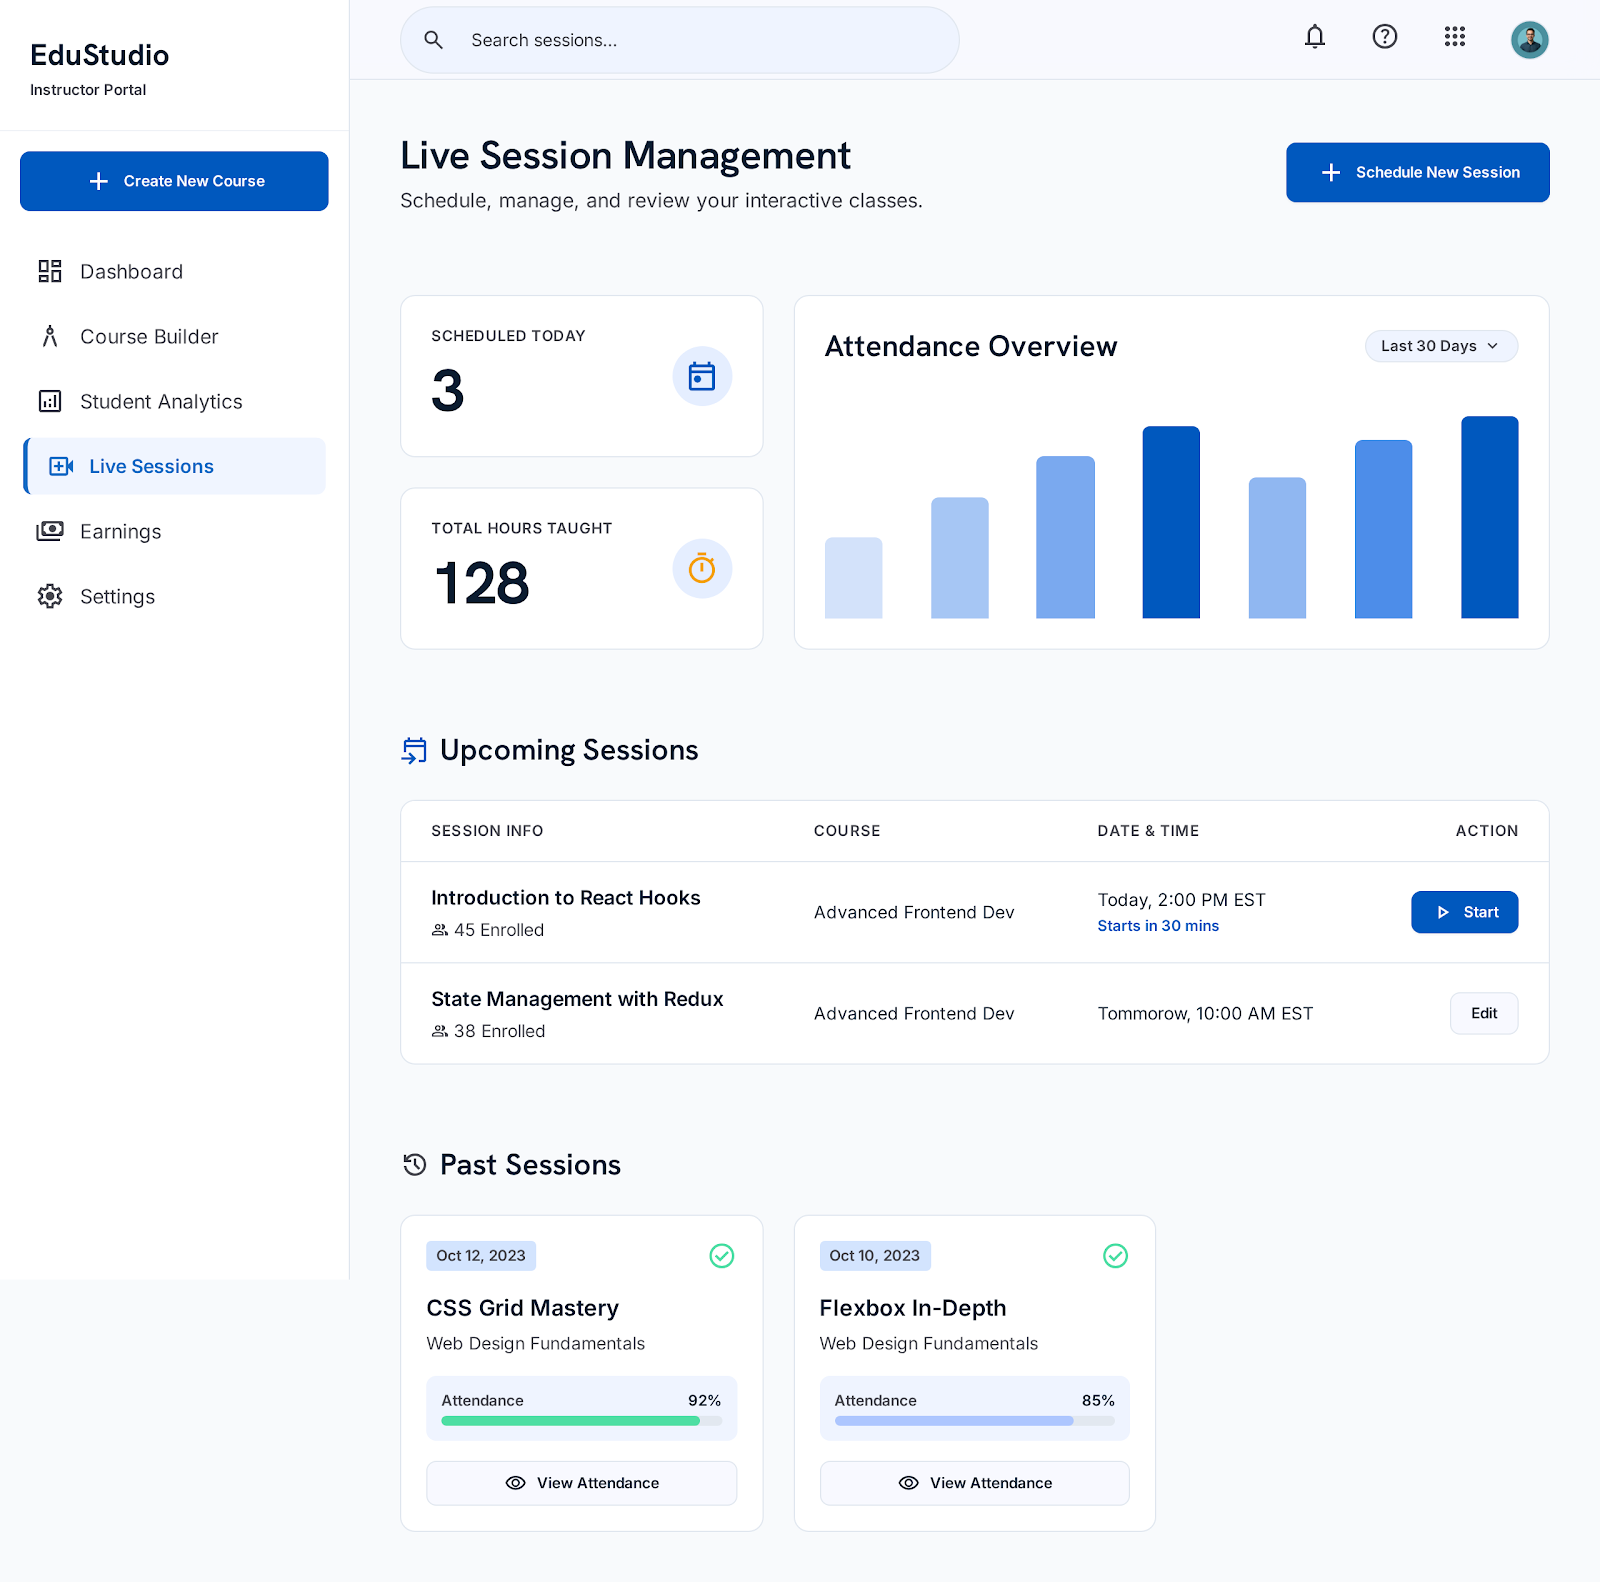 EduStudio
Instructor Portal
Create New Course
Dashboard
Course Builder
Student Analytics
Live Sessions
Earnings
Settings
Search sessions...
Live Session Management
Schedule, manage, and review your interactive classes.
Schedule New Session
SCHEDULED TODAY
3
TOTAL HOURS TAUGHT
128
Attendance Overview
Last 30 Days
Upcoming Sessions
SESSION INFO
COURSE
DATE & TIME
ACTION
Introduction to React Hooks
45 Enrolled
Advanced Frontend Dev
Today, 2:00 PM EST
Starts in 30 mins
Start
State Management with Redux
38 Enrolled
Advanced Frontend Dev
Tommorow, 10:00 AM EST
Edit
Past Sessions
Oct 12, 2023
CSS Grid Mastery
Web Design Fundamentals
Attendance
92%
View Attendance
Oct 10, 2023
Flexbox In-Depth
Web Design Fundamentals
Attendance
85%
View Attendance